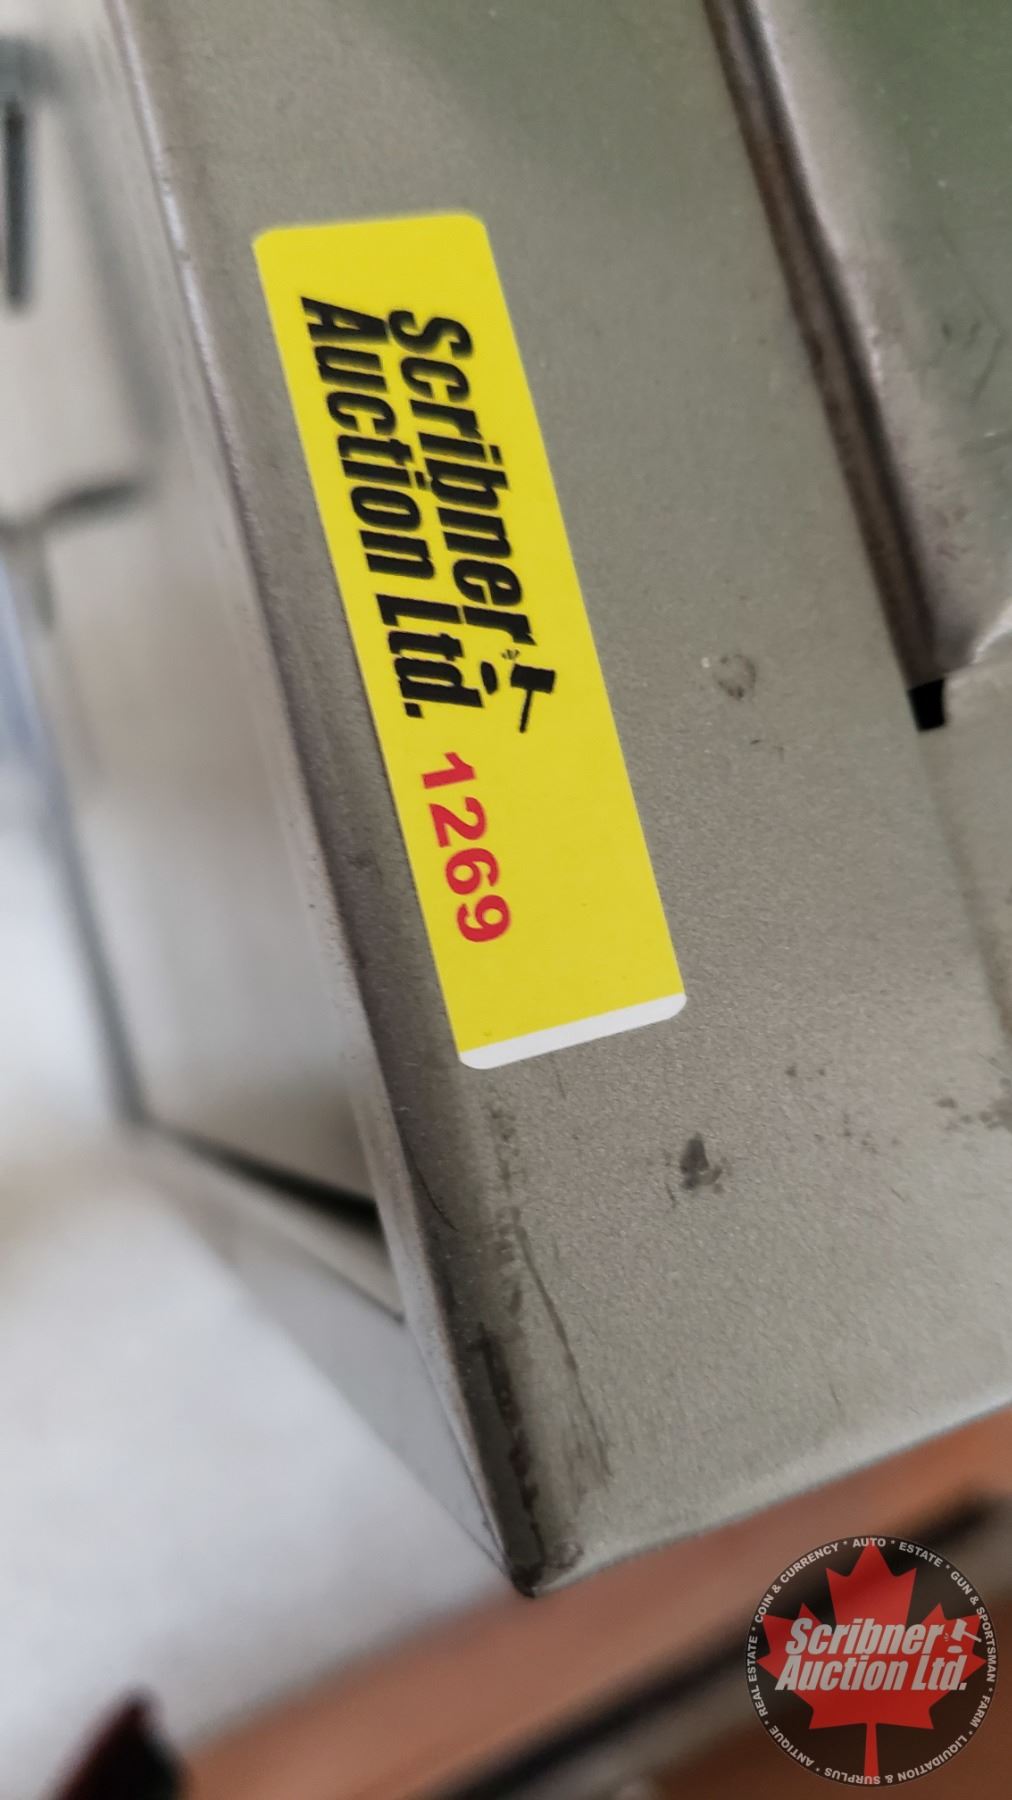 Scribner
Auction Ltd. 1269
COIN & CURRENCY * AUTO * ESTATE * GUN & SPORTSMAN * FARM * LIQUIDATION & SURPLUS * ANTIQUE * REAL ESTATE *
Scribner
Auction Ltd.